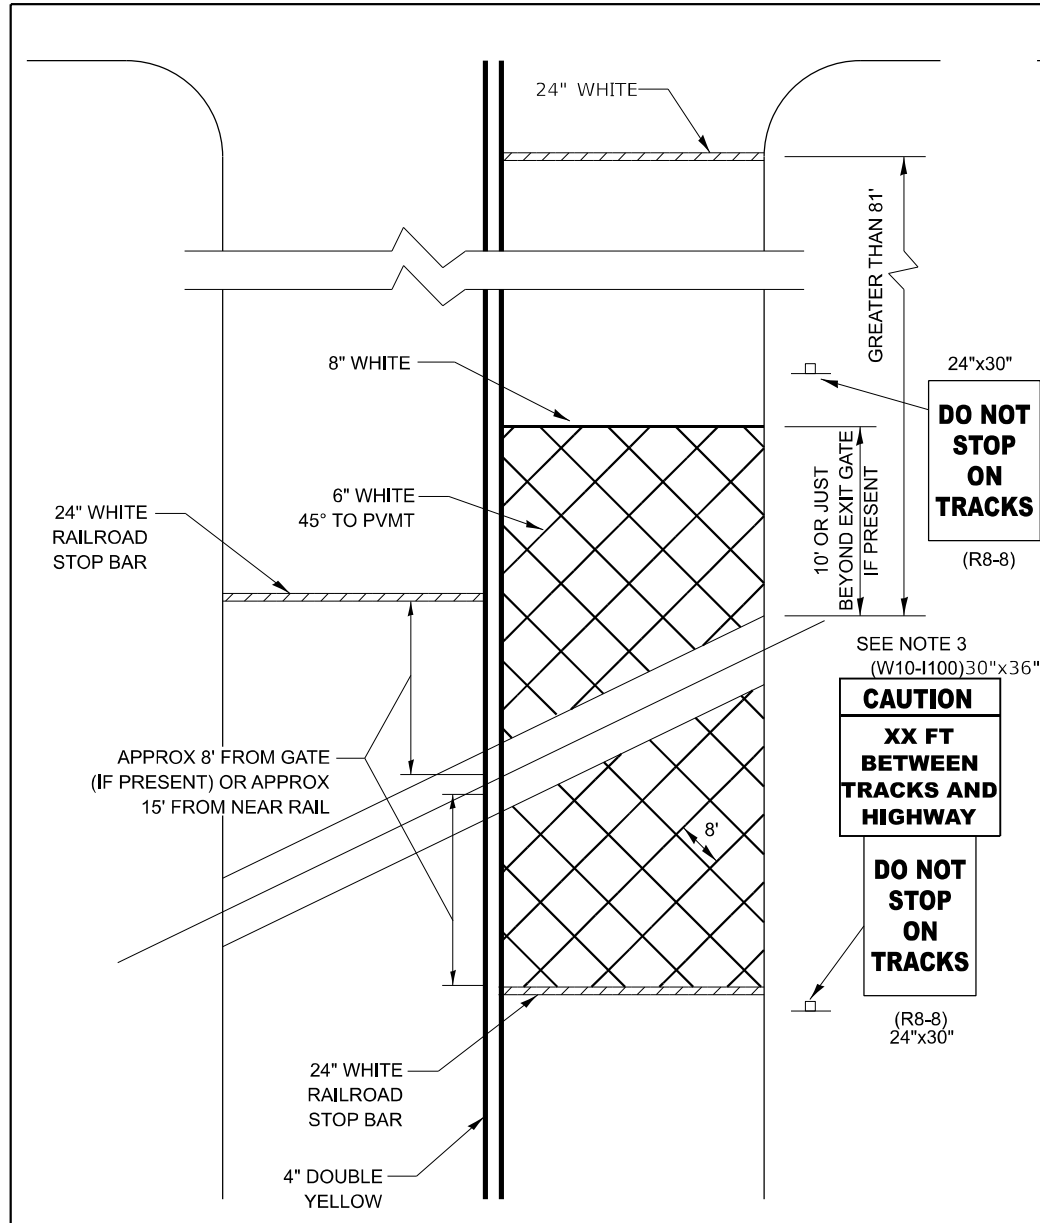 24" WHITE
GREATER THAN 81'
8" WHITE
24"x30"
DO NOT
STOP
ON
TRACKS
(R8-8)
6" WHITE
45° TO PVMT
10' OR JUST
BEYOND EXIT GATE
IF PRESENT
24" WHITE
RAILROAD
STOP BAR
SEE NOTE 3
(W10-I100)30"x36"
CAUTION
XX FT
BETWEEN
TRACKS AND
HIGHWAY
APPROX 8' FROM GATE
(IF PRESENT) OR APPROX
15' FROM NEAR RAIL
8'
DO NOT
STOP
ON
TRACKS
(R8-8)
24"x30"
24" WHITE
RAILROAD
STOP BAR
4" DOUBLE
YELLOW